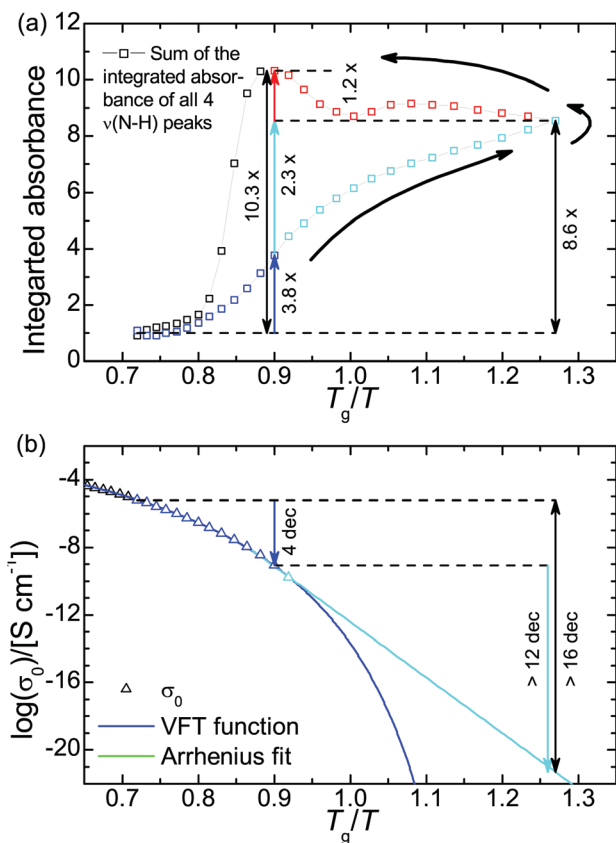 (a)
Sum of the
integrated absor-
bance of all 4
ν(N-H) peaks
Integarted absorbance
12
10
8
6
4
2
0
1.2 x
10.3 x
2.3 x
3.8 x
8.6 x
0.7 0.8 0.9 1.0 1.1 1.2 1.3
Tg/T
(b)
log(σ0)/[S cm-1])
-4
-8
-12
-16
-20
4 dec
> 12 dec
> 16 dec
σ0
VFT function
Arrhenius fit
0.7 0.8 0.9 1.0 1.1 1.2 1.3
Tg/T